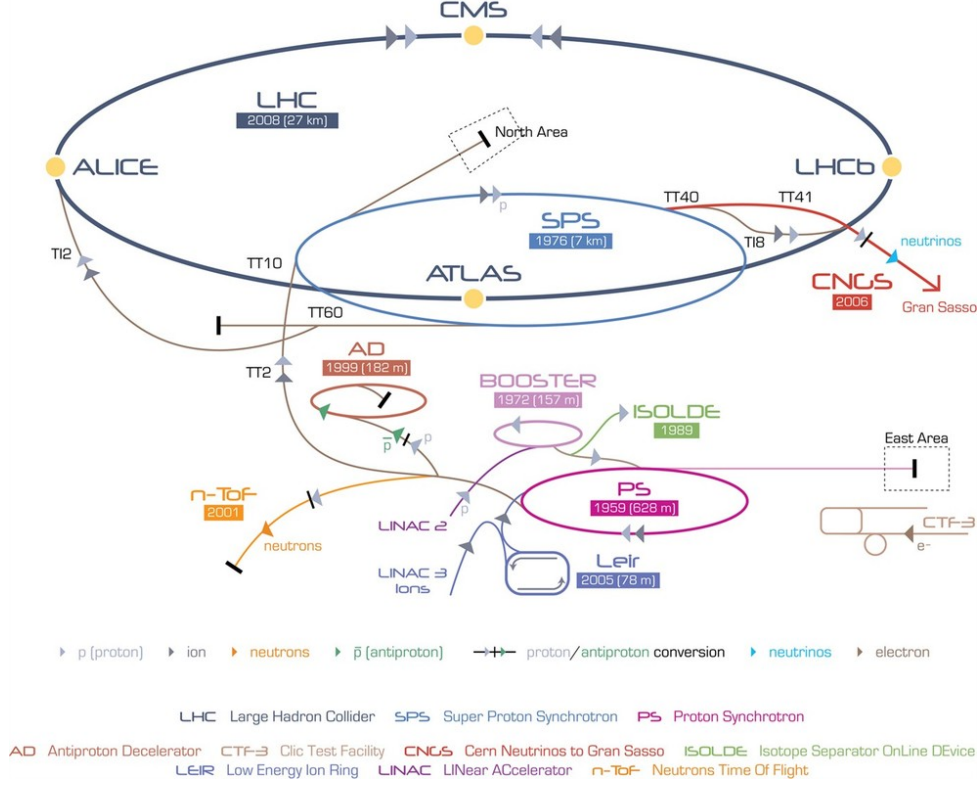 CMS
LHC
2008 (27 km)
North Area
ALICE
LHCb
TT40
TT41
p
SPS
1976 (7 km)
TI8
neutrinos
TI2
TT10
ATLAS
CNGS
2006
Gran Sasso
TT60
AD
1999 (182 m)
TT2
BOOSTER
1972 (157 m)
ISOLDE
1989
p̅
p
East Area
n-ToF
2001
PS
1959 (628 m)
p
LINAC 2
neutrons
CTF-3
e-
LINAC 3
Ions
Leir
2005 (78 m)
p (proton)
ion
neutrons
p̅ (antiproton)
proton/antiproton conversion
neutrinos
electron
LHC Large Hadron Collider SPS Super Proton Synchrotron PS Proton Synchrotron
AD Antiproton Decelerator CTF-3 Clic Test Facility CNGS Cern Neutrinos to Gran Sasso ISOLDE Isotope Separator OnLine DEvice
LEIR Low Energy Ion Ring LINAC LINear ACcelerator n-ToF Neutrons Time Of Flight